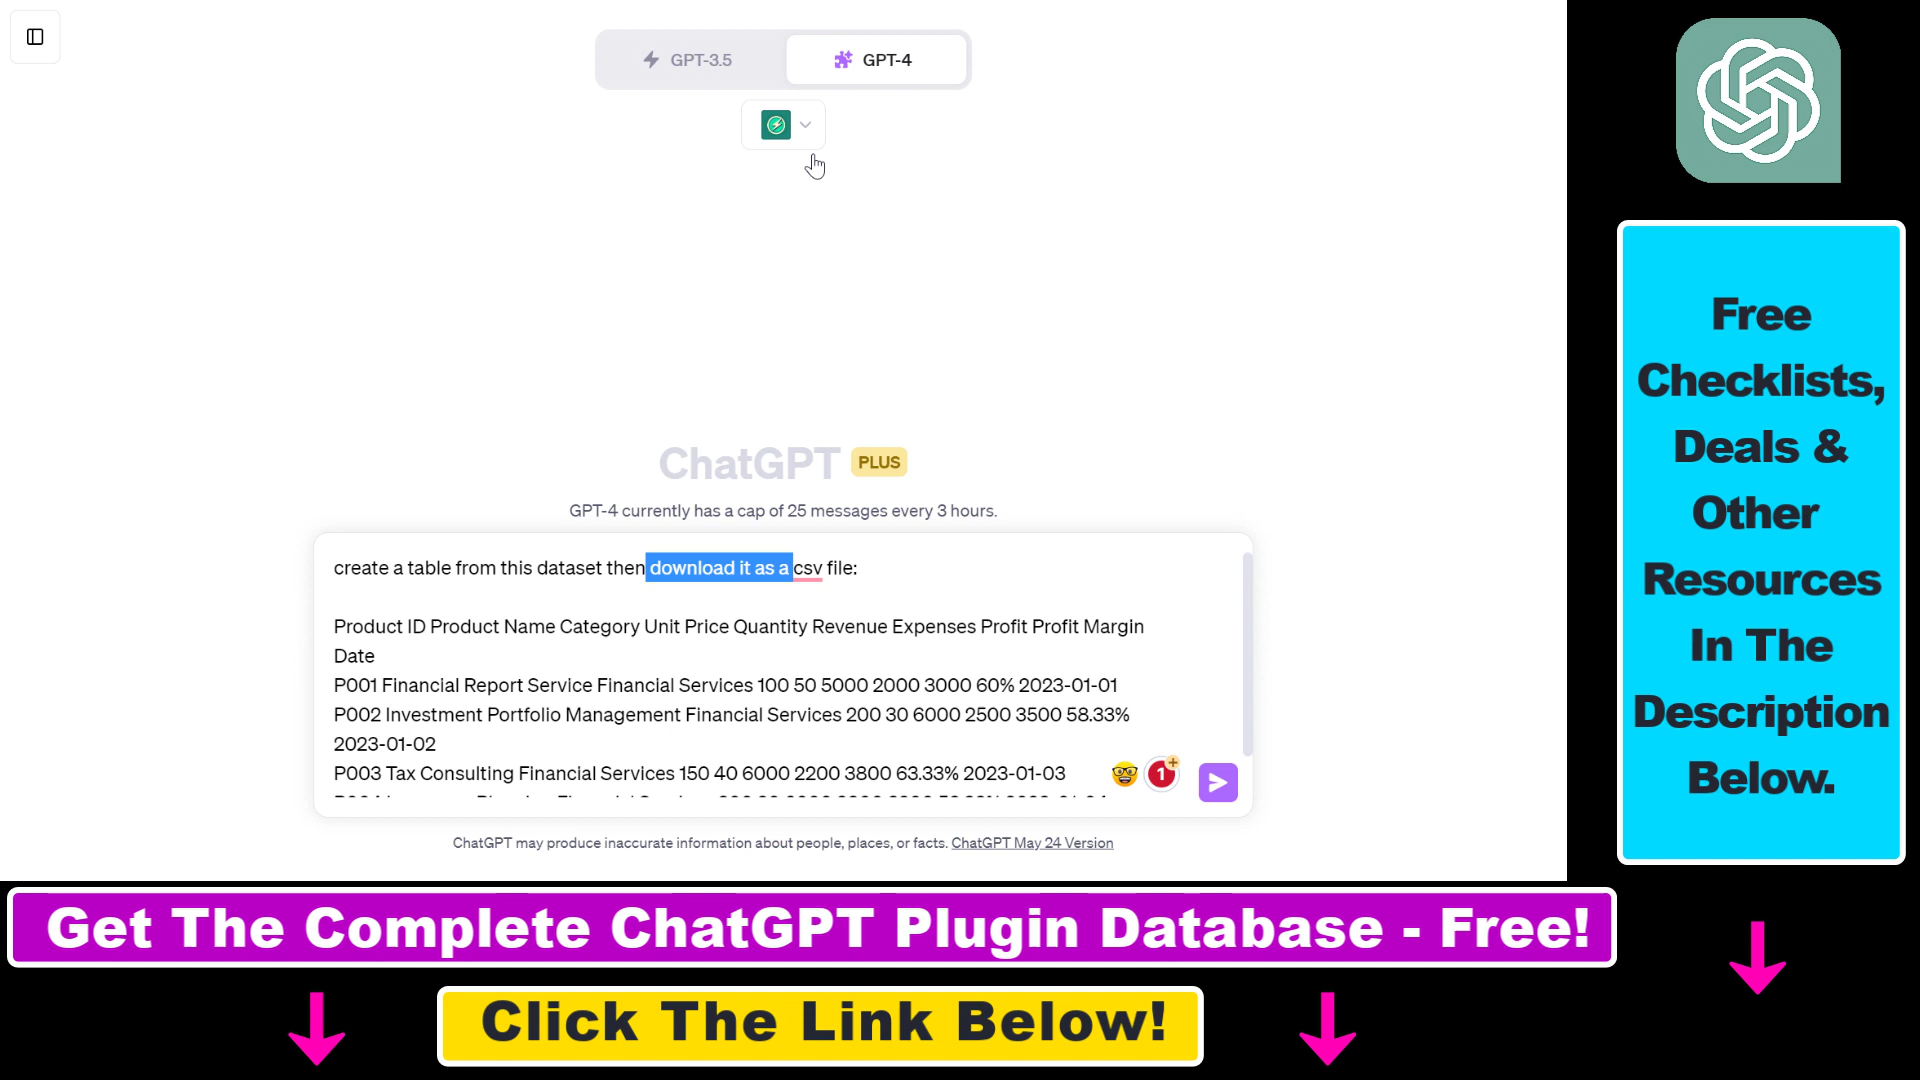 GPT-3.5
GPT-4
ChatGPT PLUS
GPT-4 currently has a cap of 25 messages every 3 hours.
create a table from this dataset then download it as a csv file:
Product ID Product Name Category Unit Price Quantity Revenue Expenses Profit Profit Margin
Date
P001 Financial Report Service Financial Services 100 50 5000 2000 3000 60% 2023-01-01
P002 Investment Portfolio Management Financial Services 200 30 6000 2500 3500 58.33%
2023-01-02
P003 Tax Consulting Financial Services 150 40 6000 2200 3800 63.33% 2023-01-03
1
ChatGPT may produce inaccurate information about people, places, or facts. ChatGPT May 24 Version
Free
Checklists,
Deals &
Other
Resources
In The
Description
Below.
Get The Complete ChatGPT Plugin Database - Free!
Click The Link Below!